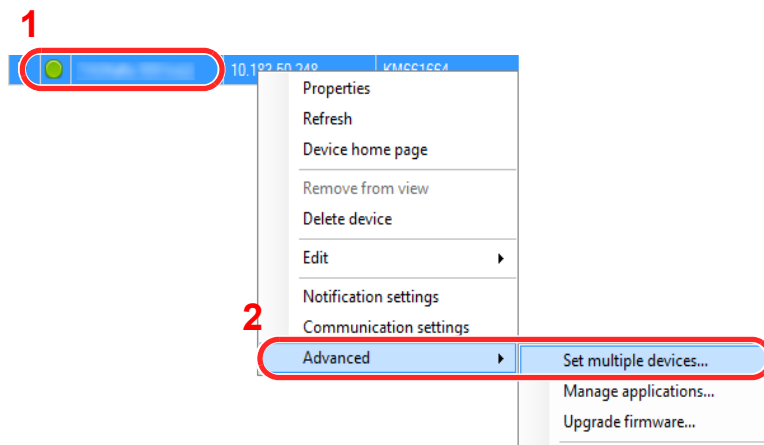 1
10.183.50.248 KM661664
Properties
Refresh
Device home page
Remove from view
Delete device
Edit
Notification settings
2
Communication settings
Advanced
Set multiple devices...
Manage applications...
Upgrade firmware...